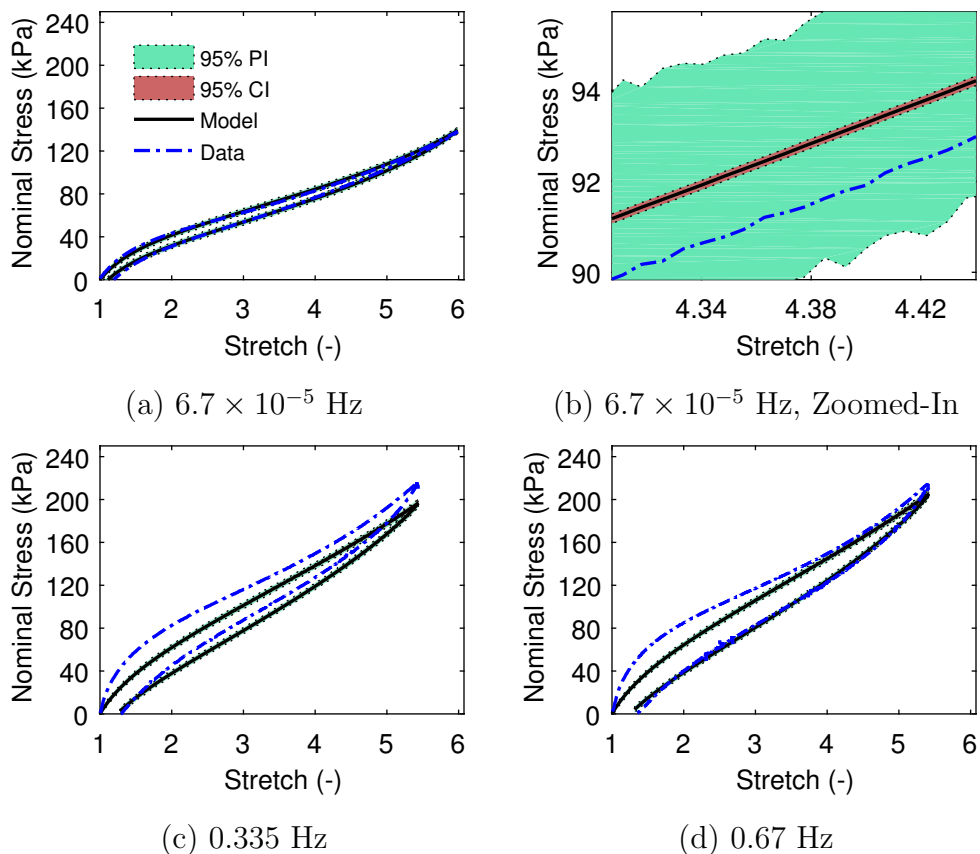 240
200
160
120
80
40
0
Nominal Stress (kPa)
95% PI
95% CI
Model
Data
1 2 3 4 5 6
Stretch (-)
(a) 6.7 × 10⁻⁵ Hz
94
92
90
Nominal Stress (kPa)
4.34 4.38 4.42
Stretch (-)
(b) 6.7 × 10⁻⁵ Hz, Zoomed-In
240
200
160
120
80
40
0
Nominal Stress (kPa)
1 2 3 4 5 6
Stretch (-)
(c) 0.335 Hz
240
200
160
120
80
40
0
Nominal Stress (kPa)
1 2 3 4 5 6
Stretch (-)
(d) 0.67 Hz